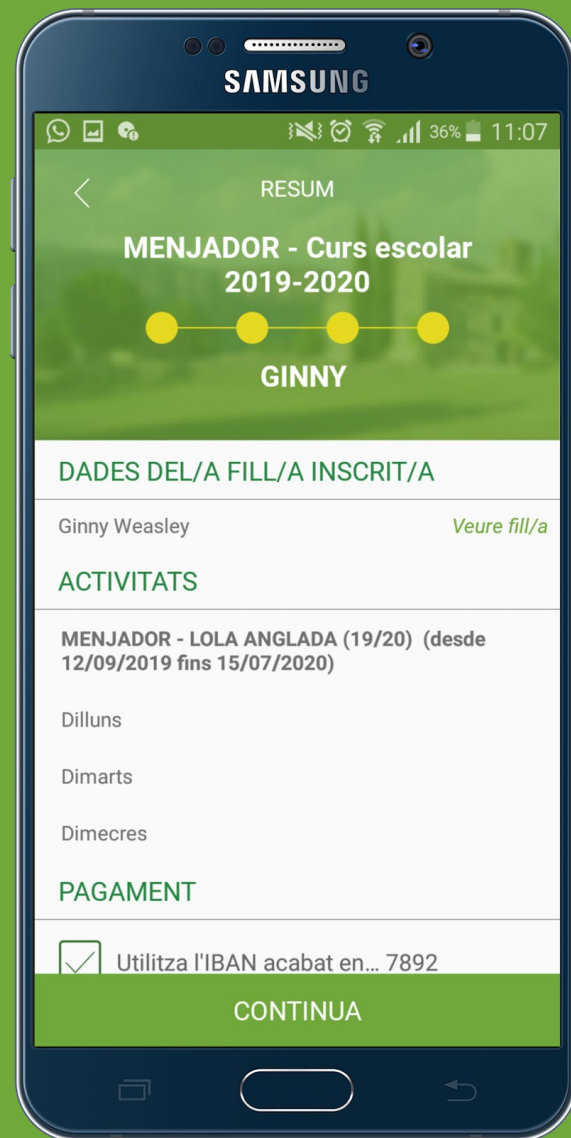 SAMSUNG
36% 11:07
RESUM
MENJADOR - Curs escolar
2019-2020
GINNY
DADES DEL/A FILL/A INSCRIT/A
Ginny Weasley Veure fill/a
ACTIVITATS
MENJADOR - LOLA ANGLADA (19/20) (desde
12/09/2019 fins 15/07/2020)
Dilluns
Dimarts
Dimecres
PAGAMENT
Utilitza l'IBAN acabat en... 7892
CONTINUA